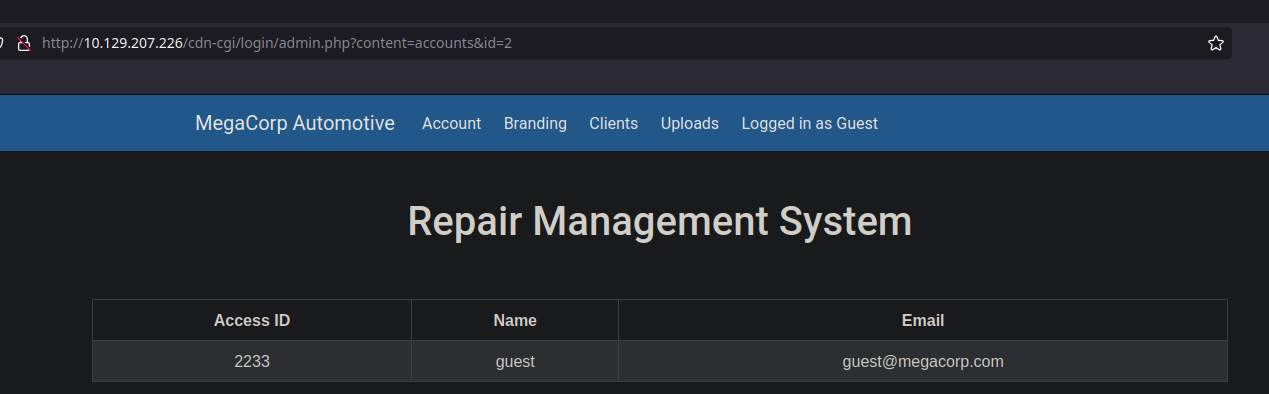 http://10.129.207.226/cdn-cgi/login/admin.php?content=accounts&id=2
MegaCorp Automotive Account Branding Clients Uploads Logged in as Guest
Repair Management System
Access ID Name Email
2233 guest guest@megacorp.com